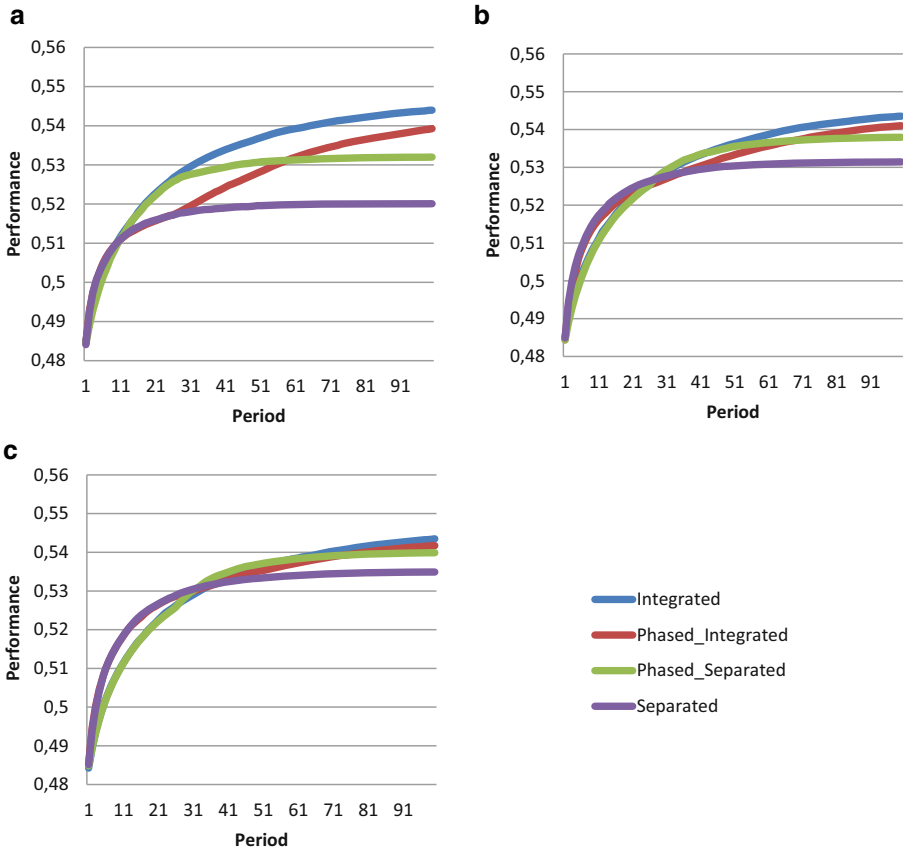 a
0,56
0,55
0,54
0,53
0,52
0,51
0,5
0,49
0,48
Performance
1 11 21 31 41 51 61 71 81 91
Period
b
0,56
0,55
0,54
0,53
0,52
0,51
0,5
0,49
0,48
Performance
1 11 21 31 41 51 61 71 81 91
Period
c
0,56
0,55
0,54
0,53
0,52
0,51
0,5
0,49
0,48
Performance
1 11 21 31 41 51 61 71 81 91
Period
Integrated
Phased_Integrated
Phased_Separated
Separated